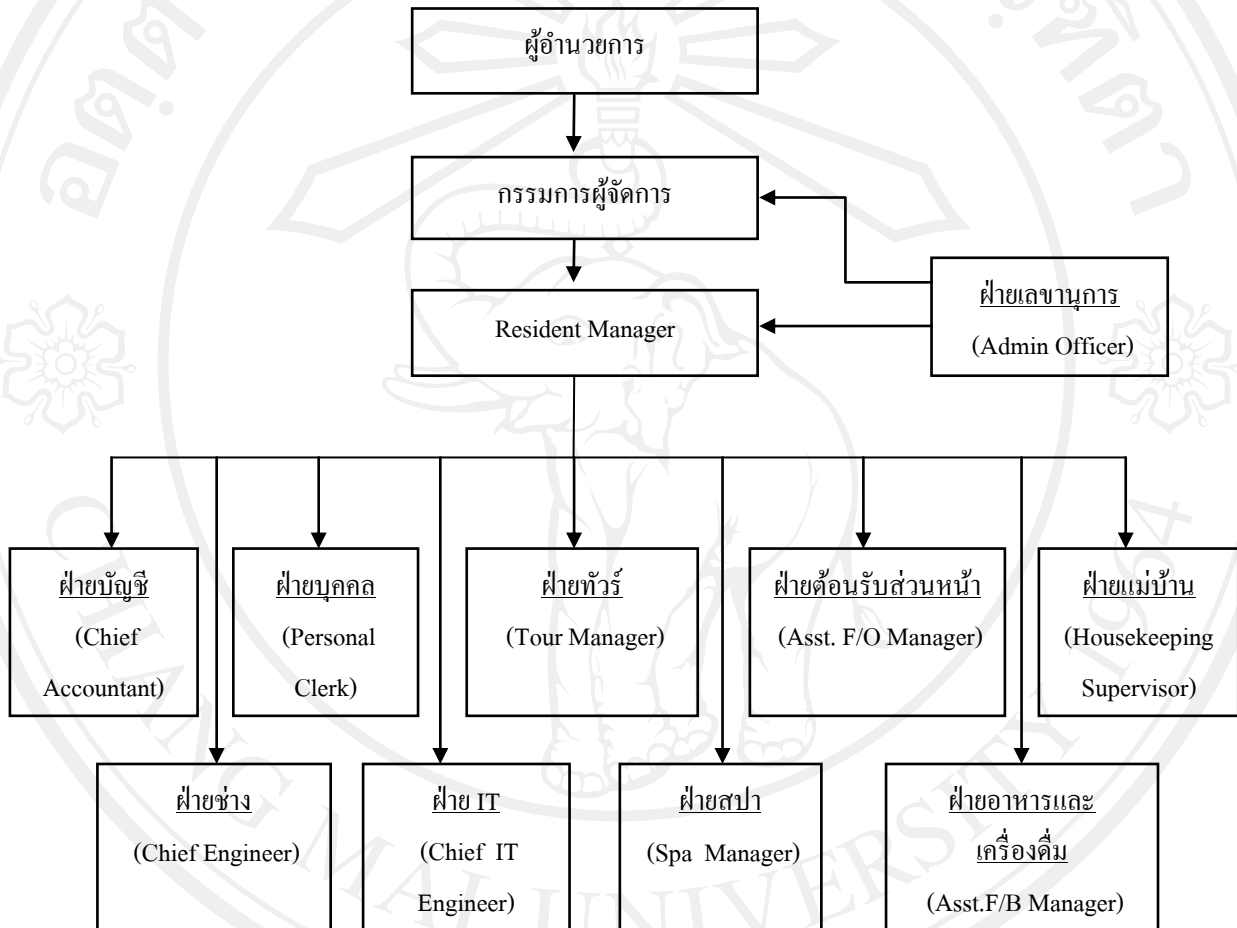 ผู้อำนวยการ
กรรมการผู้จัดการ
Resident Manager
ฝ่ายเลขานุการ
(Admin Officer)
ฝ่ายบัญชี
(Chief
Accountant)
ฝ่ายบุคคล
(Personal
Clerk)
ฝ่ายทัวร์
(Tour Manager)
ฝ่ายต้อนรับส่วนหน้า
(Asst. F/O Manager)
ฝ่ายแม่บ้าน
(Housekeeping
Supervisor)
ฝ่ายช่าง
(Chief Engineer)
ฝ่าย IT
(Chief IT
Engineer)
ฝ่ายสปา
(Spa Manager)
ฝ่ายอาหารและ
เครื่องดื่ม
(Asst.F/B Manager)
CHIANG MAI UNIVERSITY 1964